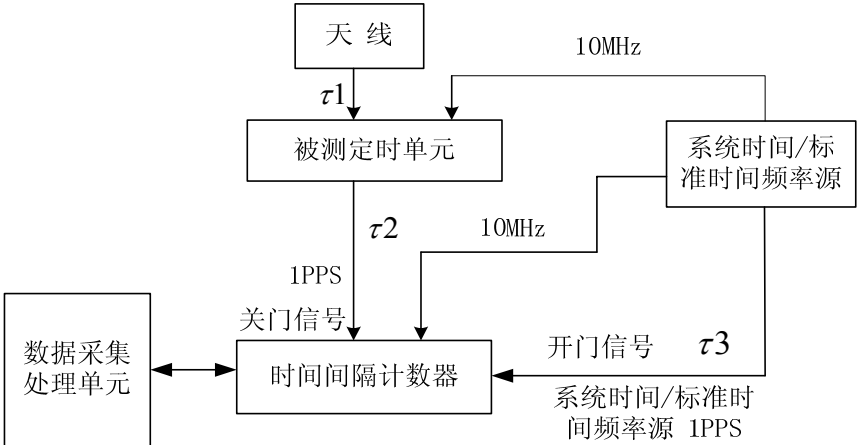 天 线
10MHz
τ1
被测定时单元
系统时间/标
准时间频率源
τ2
10MHz
1PPS
关门信号
数据采集
处理单元
时间间隔计数器
开门信号
τ3
系统时间/标准时
间频率源 1PPS